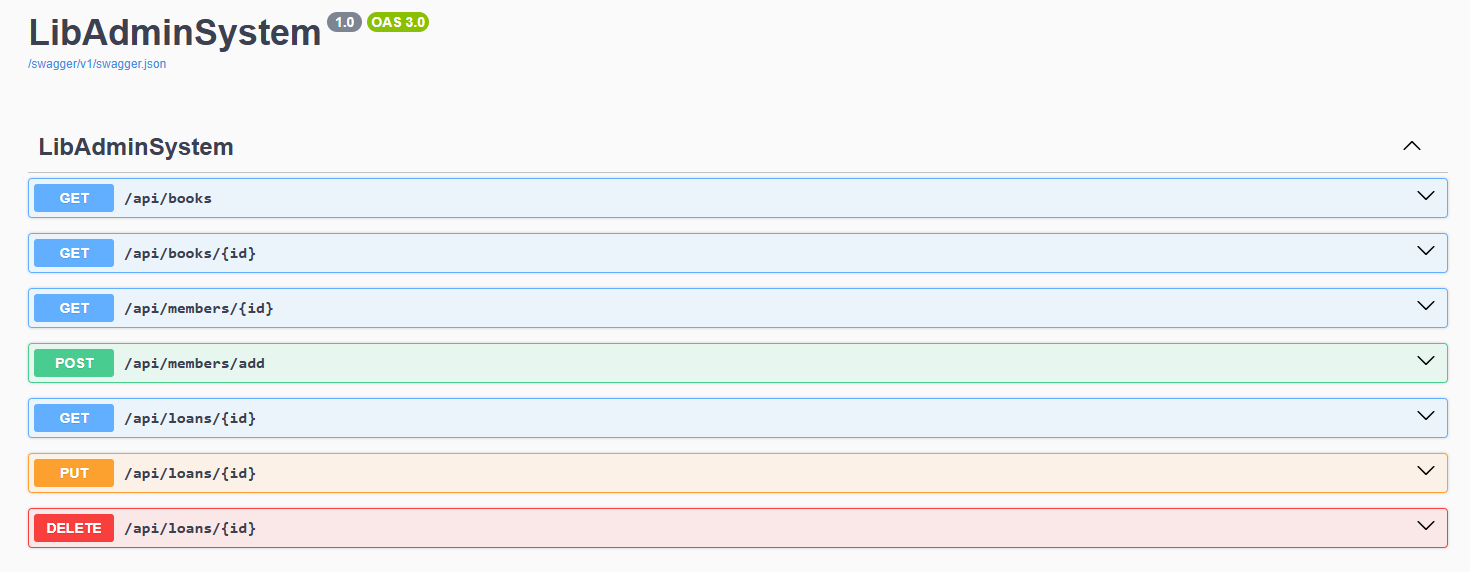 LibAdminSystem 1.0 OAS 3.0
/swagger/v1/swagger.json
LibAdminSystem
GET /api/books
GET /api/books/{id}
GET /api/members/{id}
POST /api/members/add
GET /api/loans/{id}
PUT /api/loans/{id}
DELETE /api/loans/{id}